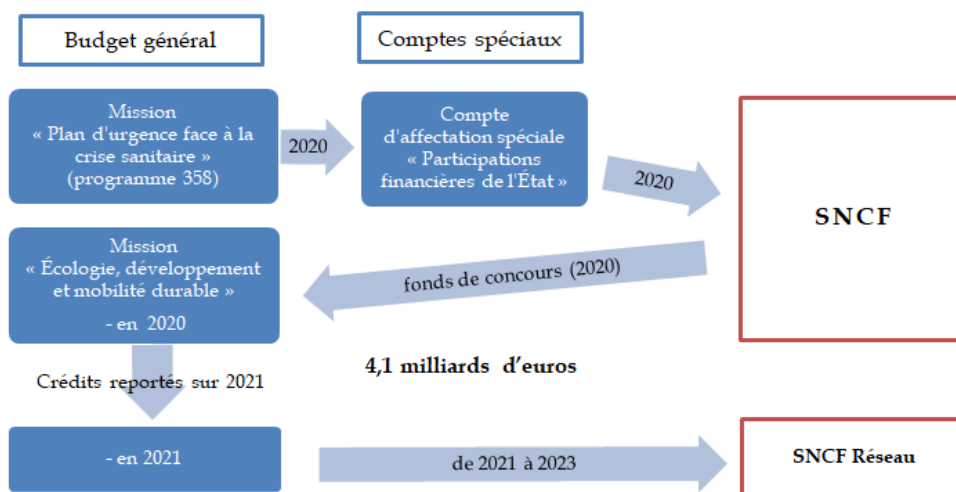 Budget général
Comptes spéciaux
Mission
« Plan d'urgence face à la
crise sanitaire »
(programme 358)
2020
Compte
d'affectation spéciale
« Participations
financières de l'État »
2020
SNCF
Mission
« Écologie, développement
et mobilité durable »
- en 2020
fonds de concours (2020)
4,1 milliards d’euros
Crédits reportés sur 2021
- en 2021
de 2021 à 2023
SNCF Réseau